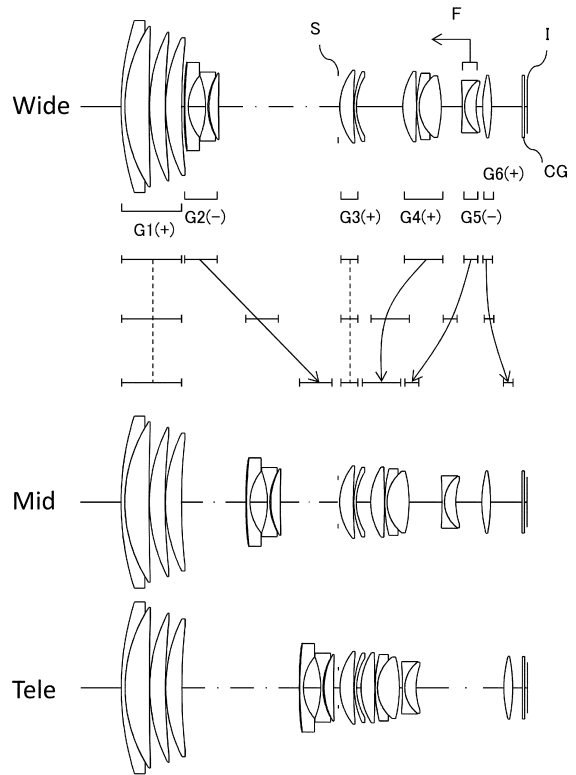 F
S
I
Wide
G6(+)
CG
G1(+)
G2(-)
G3(+)
G4(+)
G5(-)
Mid
Tele